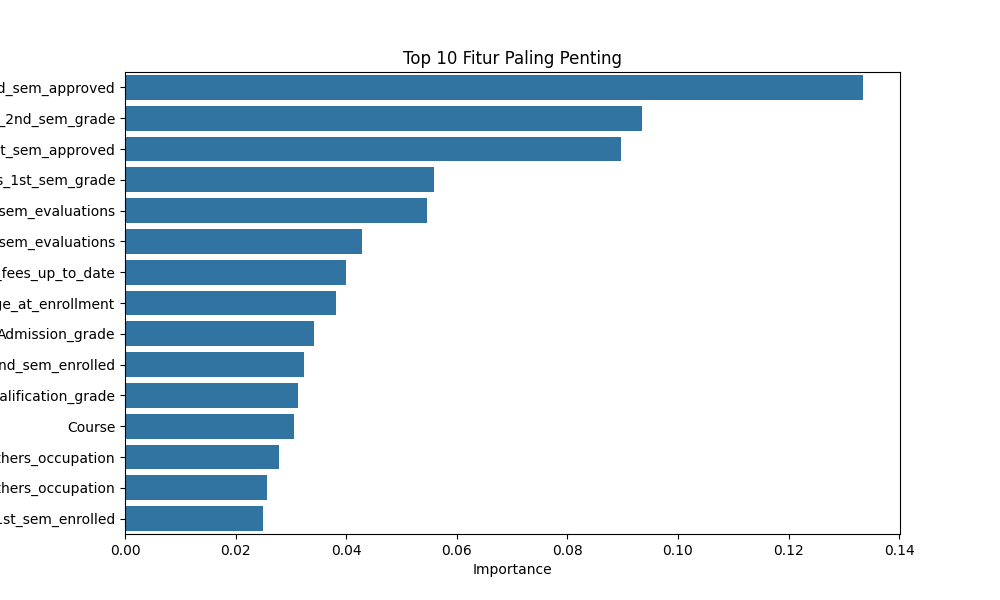 Top 10 Fitur Paling Penting
d_sem_approved
_2nd_sem_grade
t_sem_approved
s_1st_sem_grade
sem_evaluations
sem_evaluations
_fees_up_to_date
ge_at_enrollment
Admission_grade
nd_sem_enrolled
alification_grade
Course
thers_occupation
thers_occupation
1st_sem_enrolled
0.00 0.02 0.04 0.06 0.08 0.10 0.12 0.14
Importance